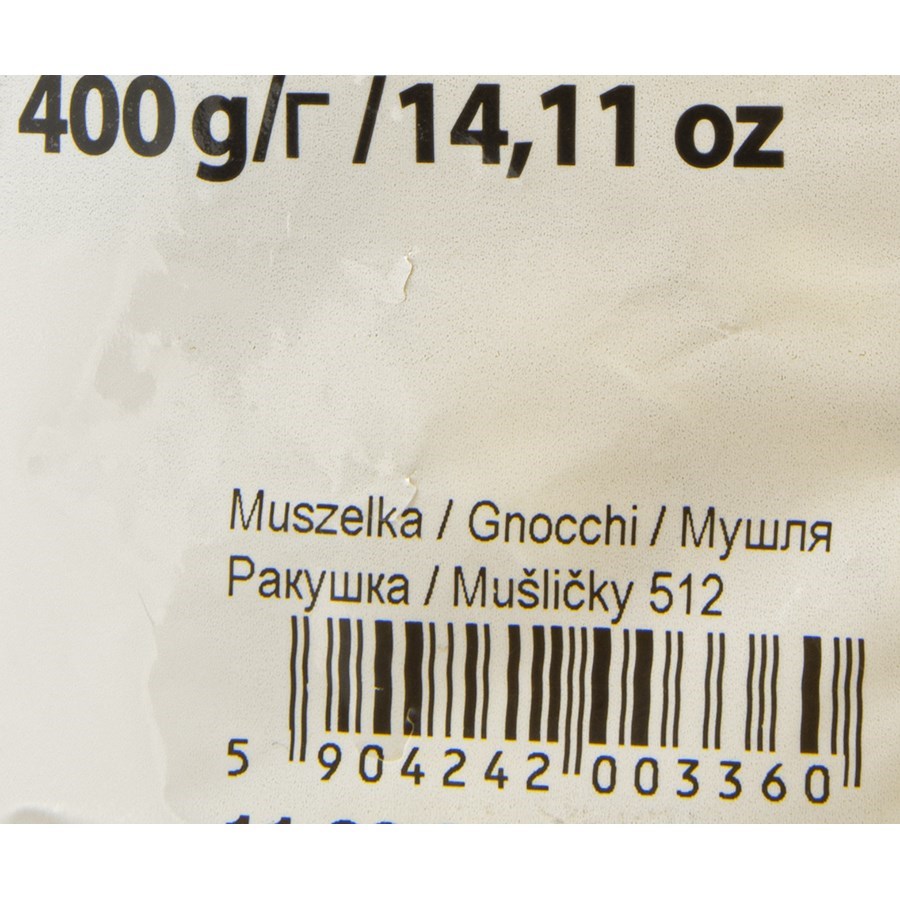 400 g/г /14,11 oz
Muszelka / Gnocchi / Мушля
Ракушка / Mušličky 512
5 904242 003360